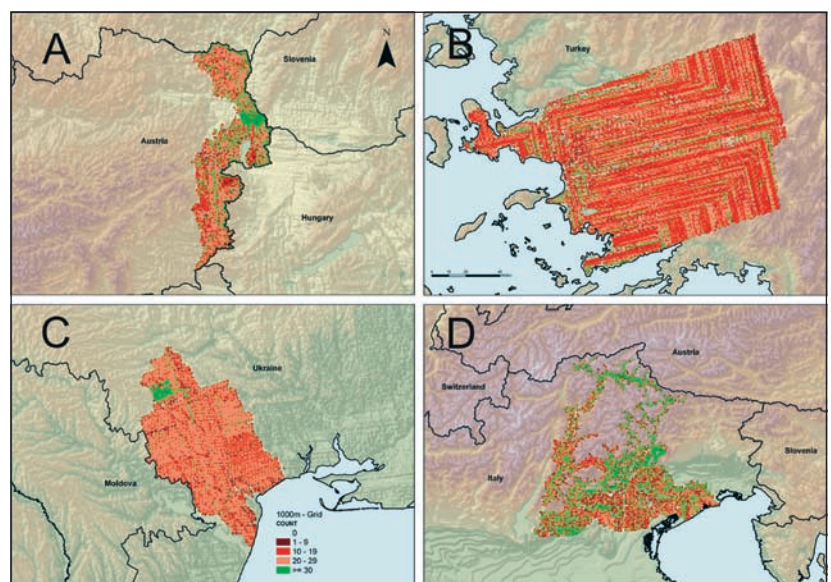 A
Slovenia
N
Austria
Hungary
B
Turkey
C
Ukraine
Moldova
1000m - Grid
COUNT
0
1 - 9
10 - 19
20 - 29
>= 30
D
Austria
Switzerland
Slovenia
Italy